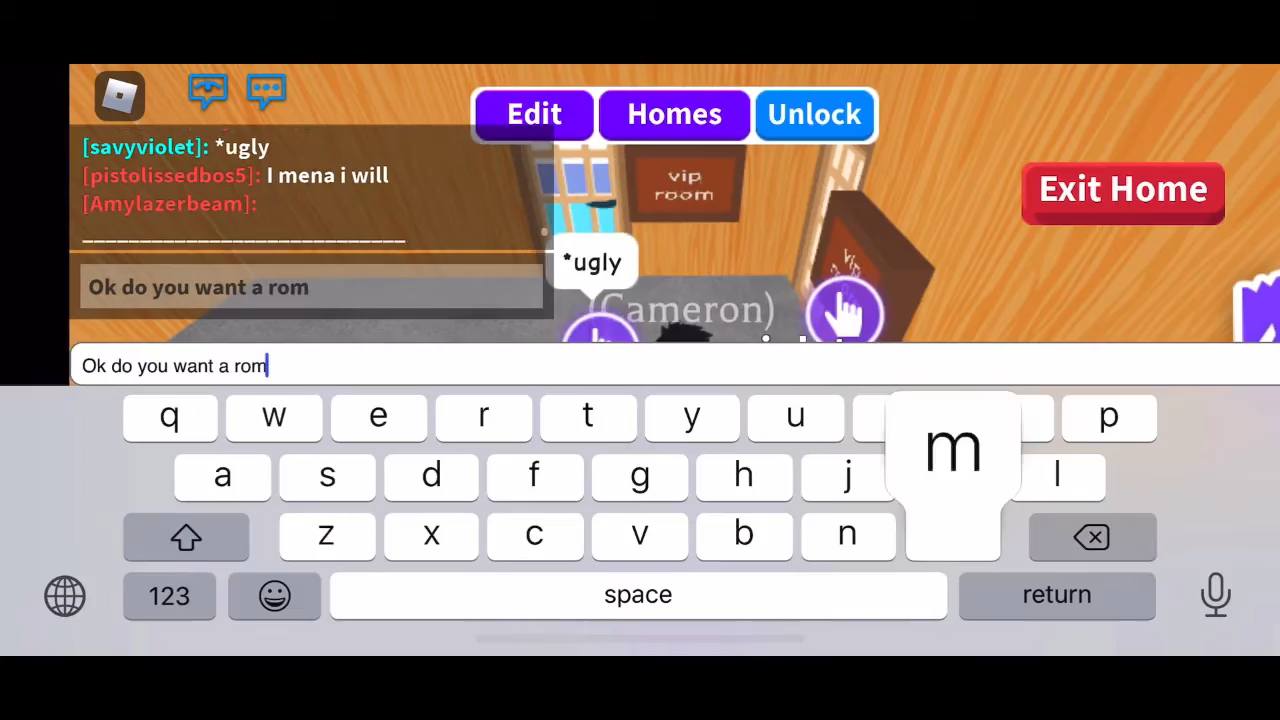 Edit Homes Unlock
[savyviolet]: *ugly
[pistolissedbos5]: I mena i will
[Amylazerbeam]:
____________________________
Ok do you want a rom
vip
room
Exit Home
*ugly
(Cameron)
Ok do you want a rom
q w e r t y u p
a s d f g h j l
m
z x c v b n
123 space return